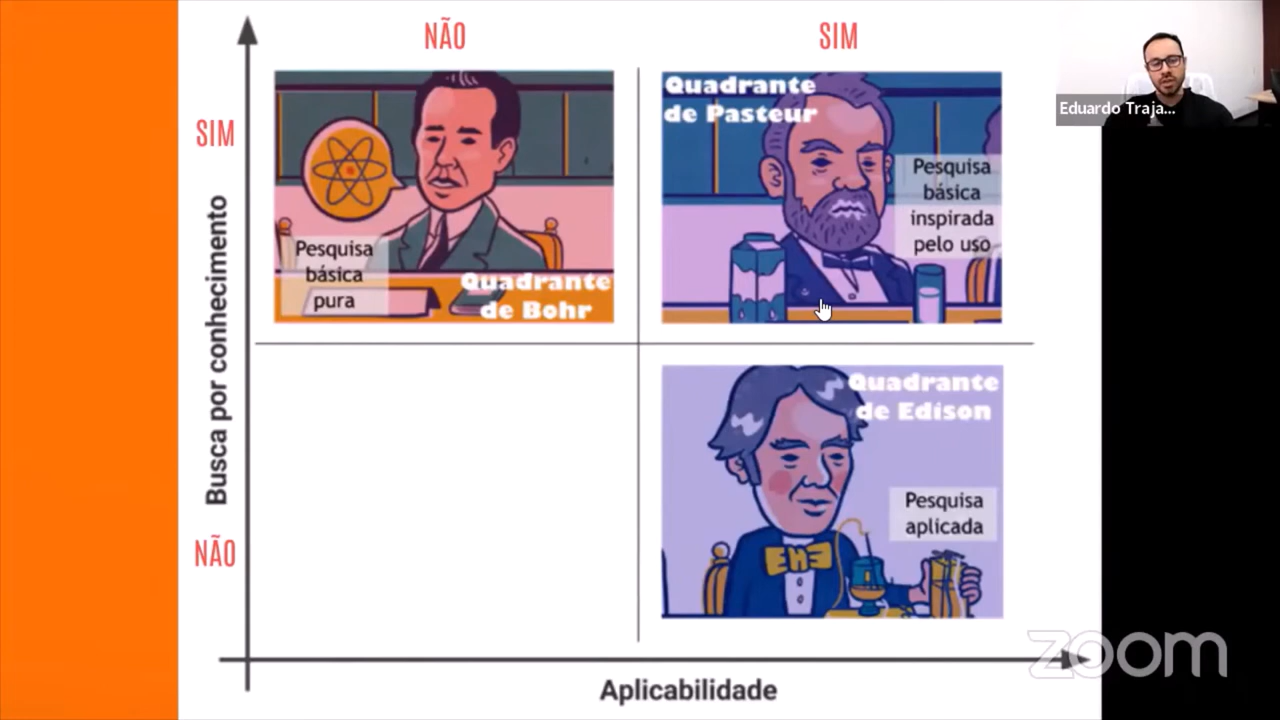 NÃO
SIM
SIM
NÃO
Busca por conhecimento
Pesquisa
básica
pura
Quadrante
de Bohr
Quadrante
de Pasteur
Pesquisa
básica
inspirada
pelo uso
Quadrante
de Edison
Pesquisa
aplicada
Aplicabilidade
Eduardo Traja...
zoom